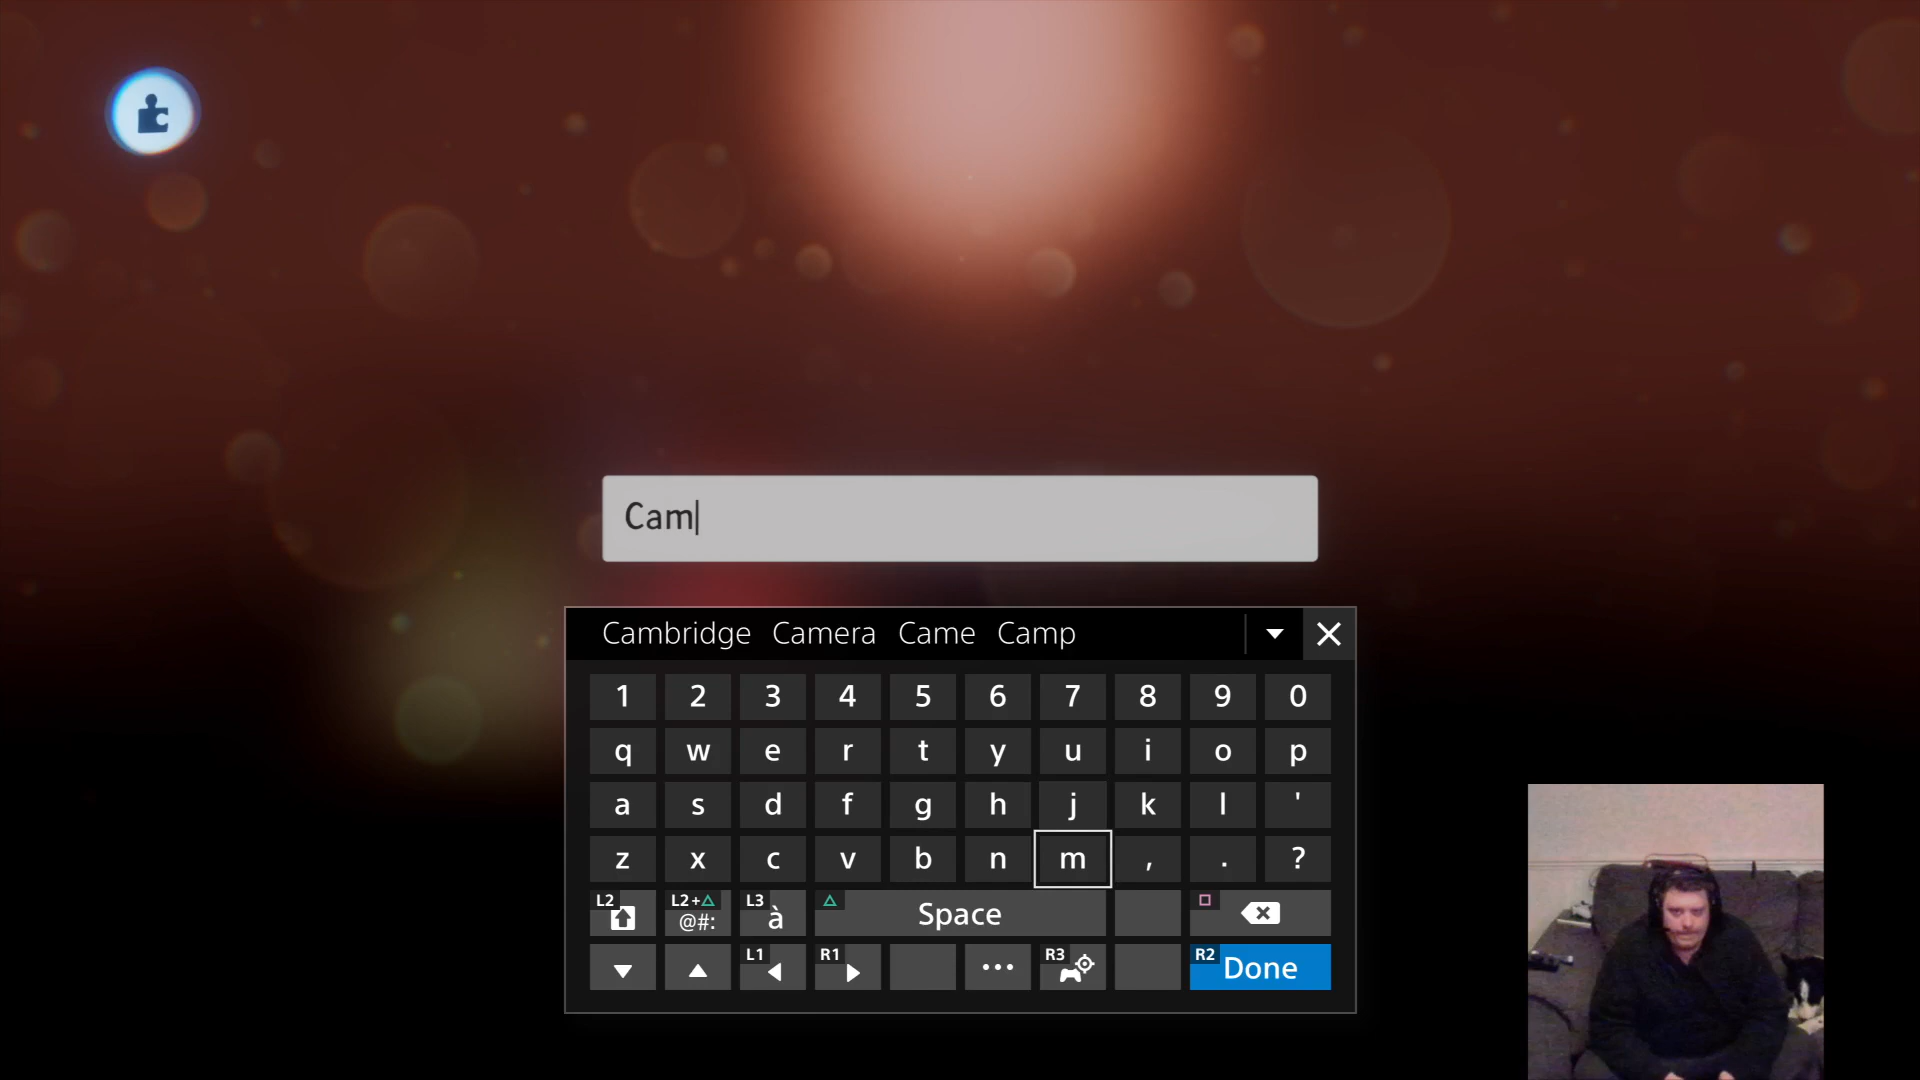 Cam
Cambridge Camera Came Camp
1 2 3 4 5 6 7 8 9 0
q w e r t y u i o p
a s d f g h j k l '
z x c v b n m , . ?
L2 L2+△ @#: L3 à △ Space □
L1 R1 ... R3 R2 Done